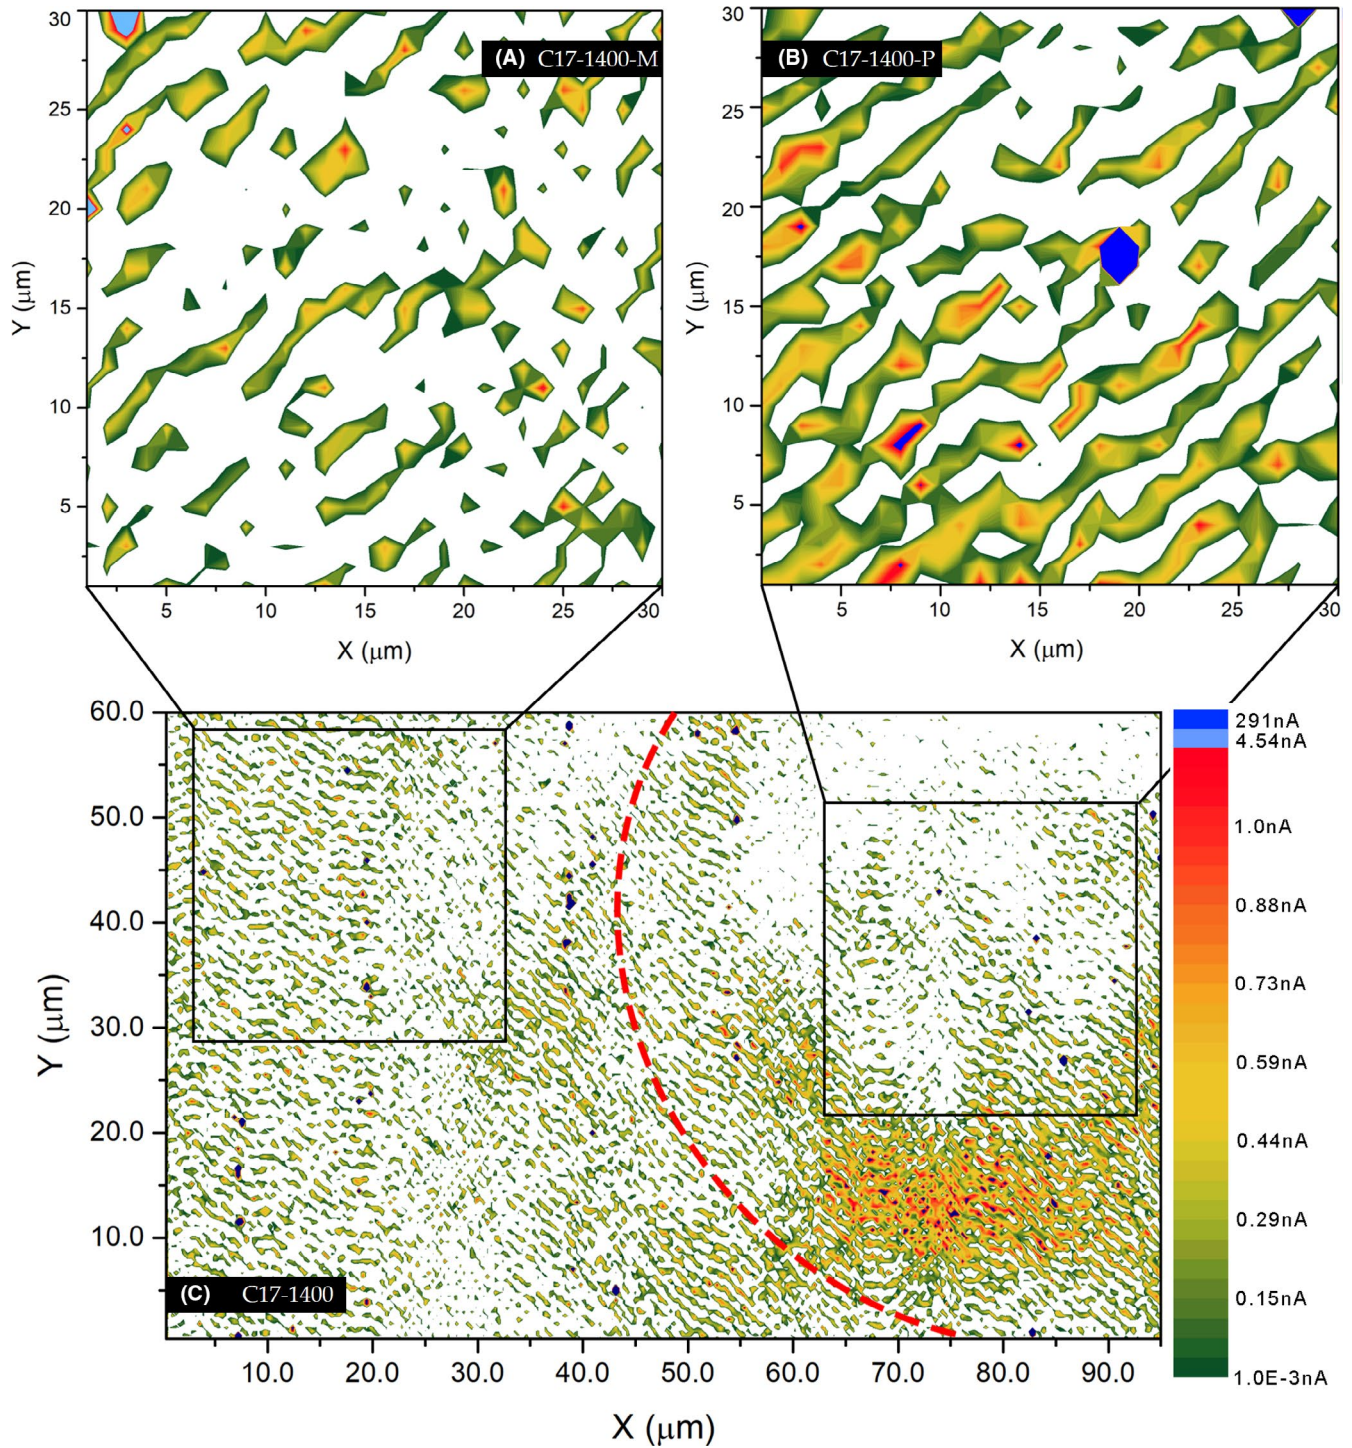 30
25
20
15
10
5
Y (μm)
(A) C17-1400-M
5 10 15 20 25 30
X (μm)
30
25
20
15
10
5
Y (μm)
(B) C17-1400-P
5 10 15 20 25 30
X (μm)
60.0
50.0
40.0
30.0
20.0
10.0
Y (μm)
(C) C17-1400
10.0 20.0 30.0 40.0 50.0 60.0 70.0 80.0 90.0
X (μm)
291nA
4.54nA
1.0nA
0.88nA
0.73nA
0.59nA
0.44nA
0.29nA
0.15nA
1.0E-3nA